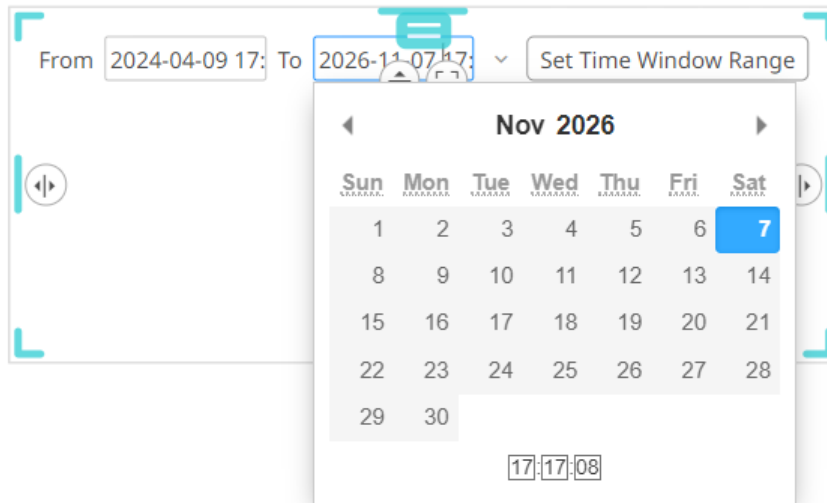 From 2024-04-09 17: To 2026-11-07 17: Set Time Window Range
Nov 2026
Sun Mon Tue Wed Thu Fri Sat
1 2 3 4 5 6 7
8 9 10 11 12 13 14
15 16 17 18 19 20 21
22 23 24 25 26 27 28
29 30
17:17:08